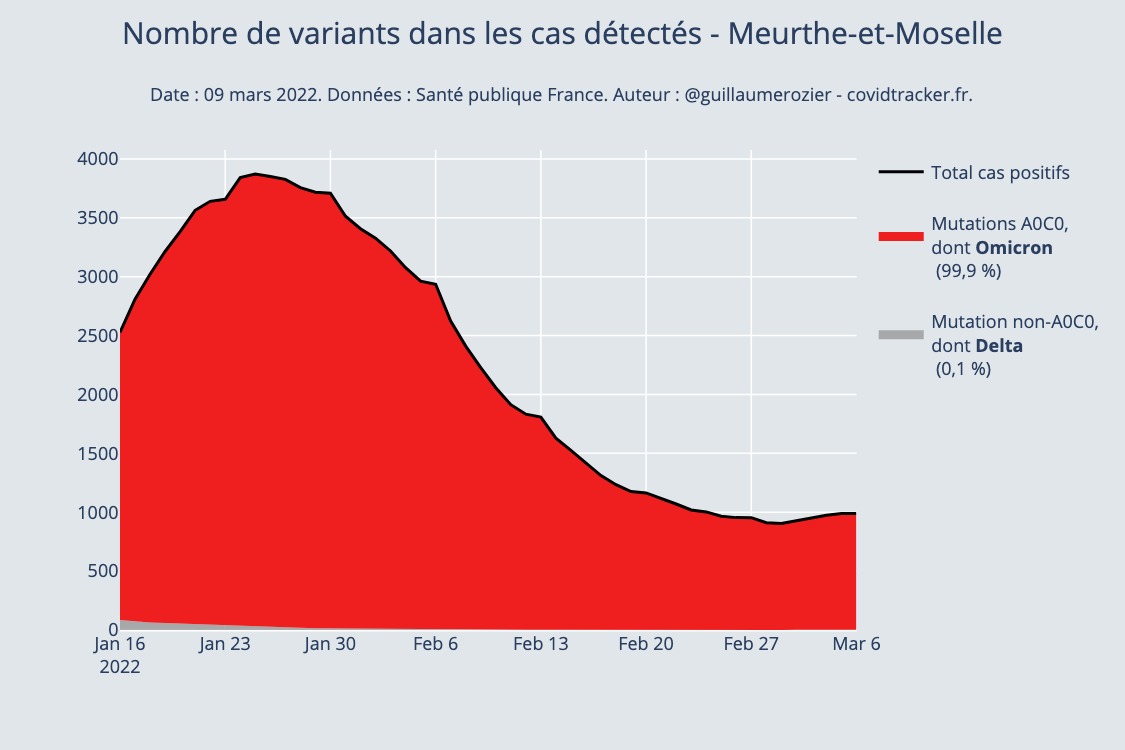 Nombre de variants dans les cas détectés - Meurthe-et-Moselle
Date : 09 mars 2022. Données : Santé publique France. Auteur : @guillaumerozier - covidtracker.fr.
4000
3500
3000
2500
2000
1500
1000
500
0
Jan 16
2022
Jan 23
Jan 30
Feb 6
Feb 13
Feb 20
Feb 27
Mar 6
Total cas positifs
Mutations A0C0,
dont Omicron
(99,9 %)
Mutation non-A0C0,
dont Delta
(0,1 %)